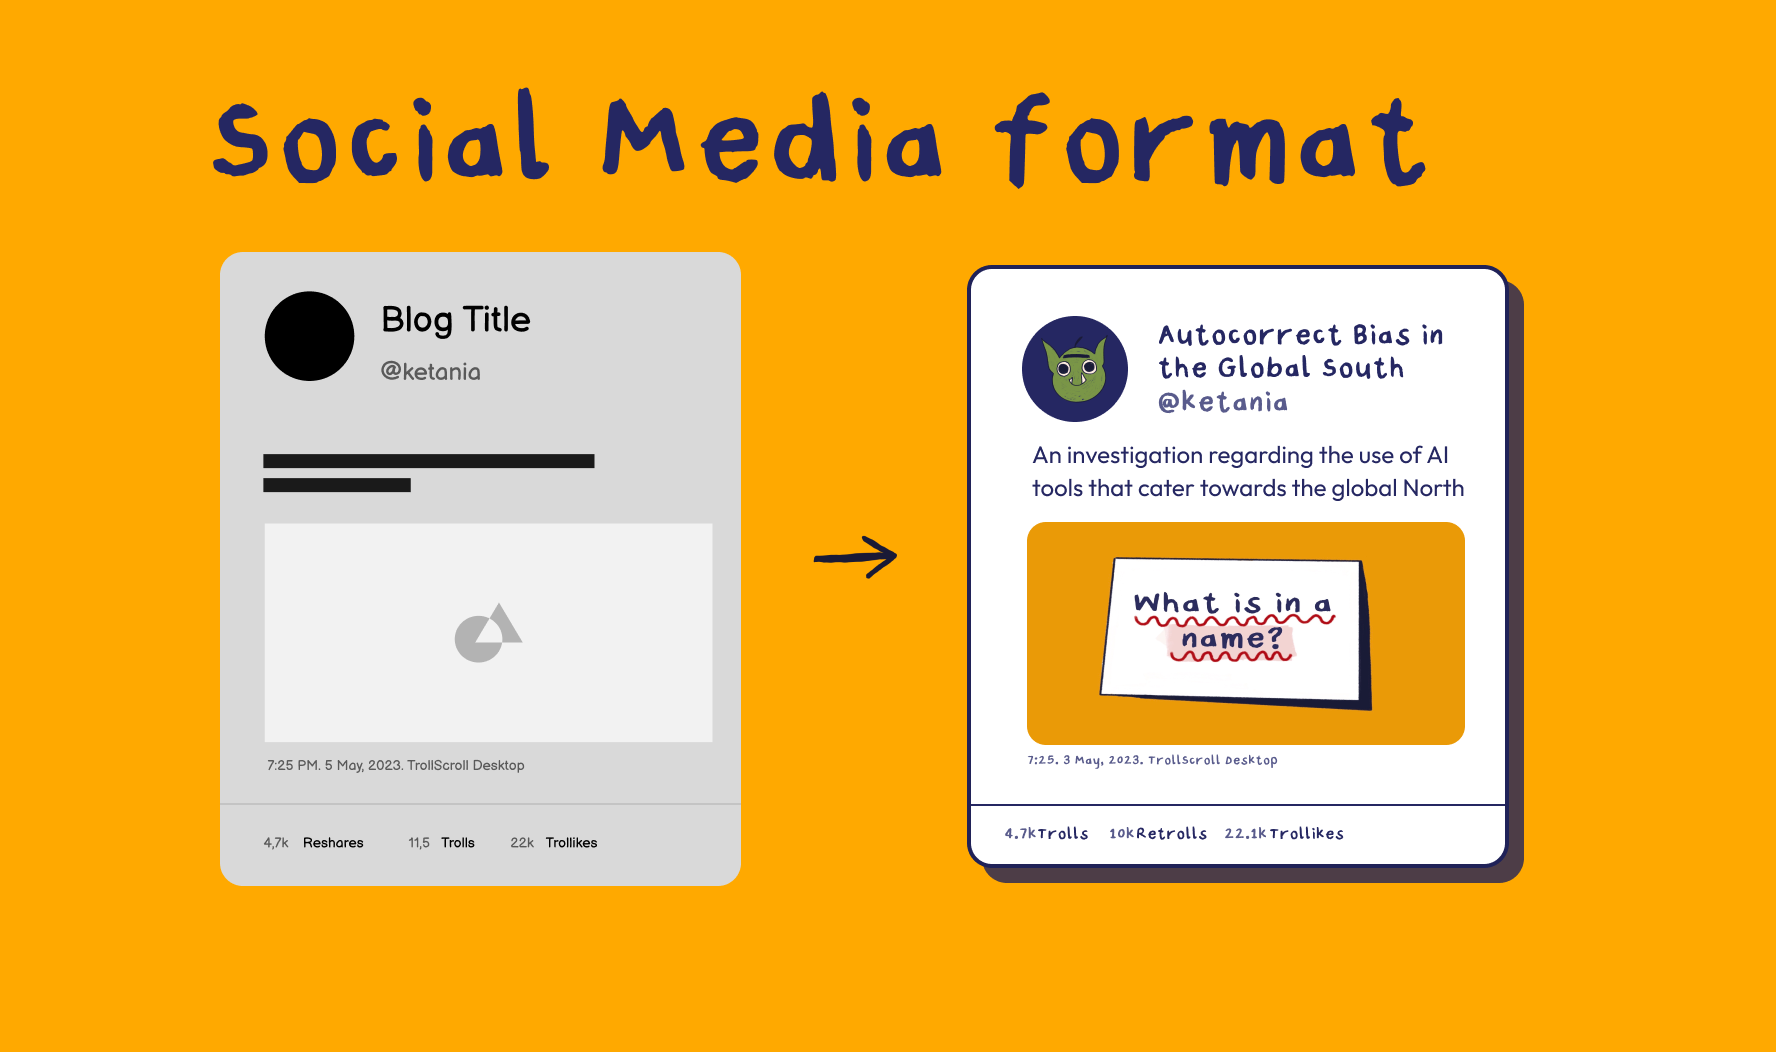 Social Media format
Blog Title
@ketania
7:25 PM. 5 May, 2023. TrollScroll Desktop
4,7k Reshares 11,5 Trolls 22k Trollikes
Autocorrect Bias in
the Global South
@ketania
An investigation regarding the use of AI
tools that cater towards the global North
What is in a
name?
7:25. 3 May, 2023. TrollScroll Desktop
4.7kTrolls 10kRetrolls 22.1kTrollikes